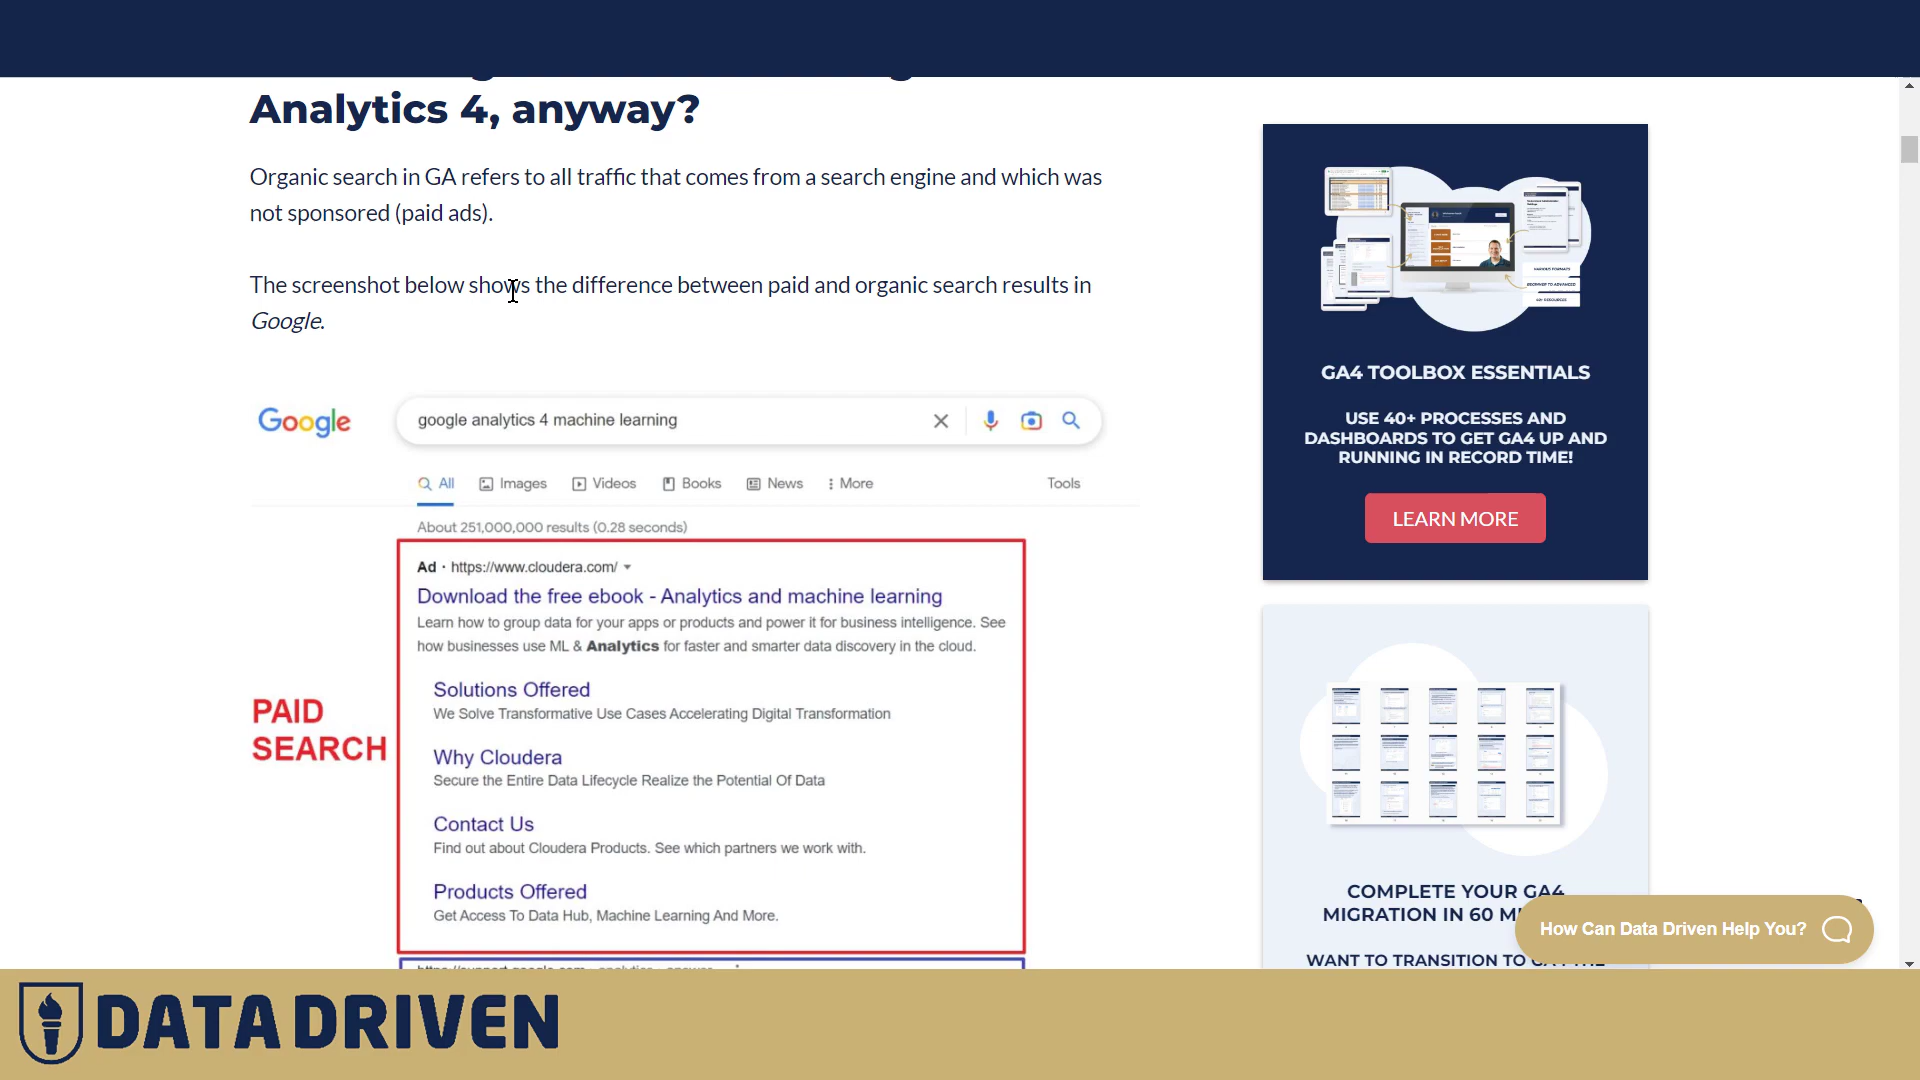 Analytics 4, anyway?
Organic search in GA refers to all traffic that comes from a search engine and which was
not sponsored (paid ads).
The screenshot below shows the difference between paid and organic search results in
Google.
Google
google analytics 4 machine learning
All Images Videos Books News More Tools
About 251,000,000 results (0.28 seconds)
Ad · https://www.cloudera.com/
Download the free ebook - Analytics and machine learning
Learn how to group data for your apps or products and power it for business intelligence. See
how businesses use ML & Analytics for faster and smarter data discovery in the cloud.
Solutions Offered
We Solve Transformative Use Cases Accelerating Digital Transformation
PAID
SEARCH
Why Cloudera
Secure the Entire Data Lifecycle Realize the Potential Of Data
Contact Us
Find out about Cloudera Products. See which partners we work with.
Products Offered
Get Access To Data Hub, Machine Learning And More.
VARIOUS FORMATS
BEGINNER TO ADVANCED
40+ RESOURCES
GA4 TOOLBOX ESSENTIALS
USE 40+ PROCESSES AND
DASHBOARDS TO GET GA4 UP AND
RUNNING IN RECORD TIME!
LEARN MORE
COMPLETE YOUR GA4
MIGRATION IN 60
WANT TO TRANSITION TO
How Can Data Driven Help You?
DATA DRIVEN